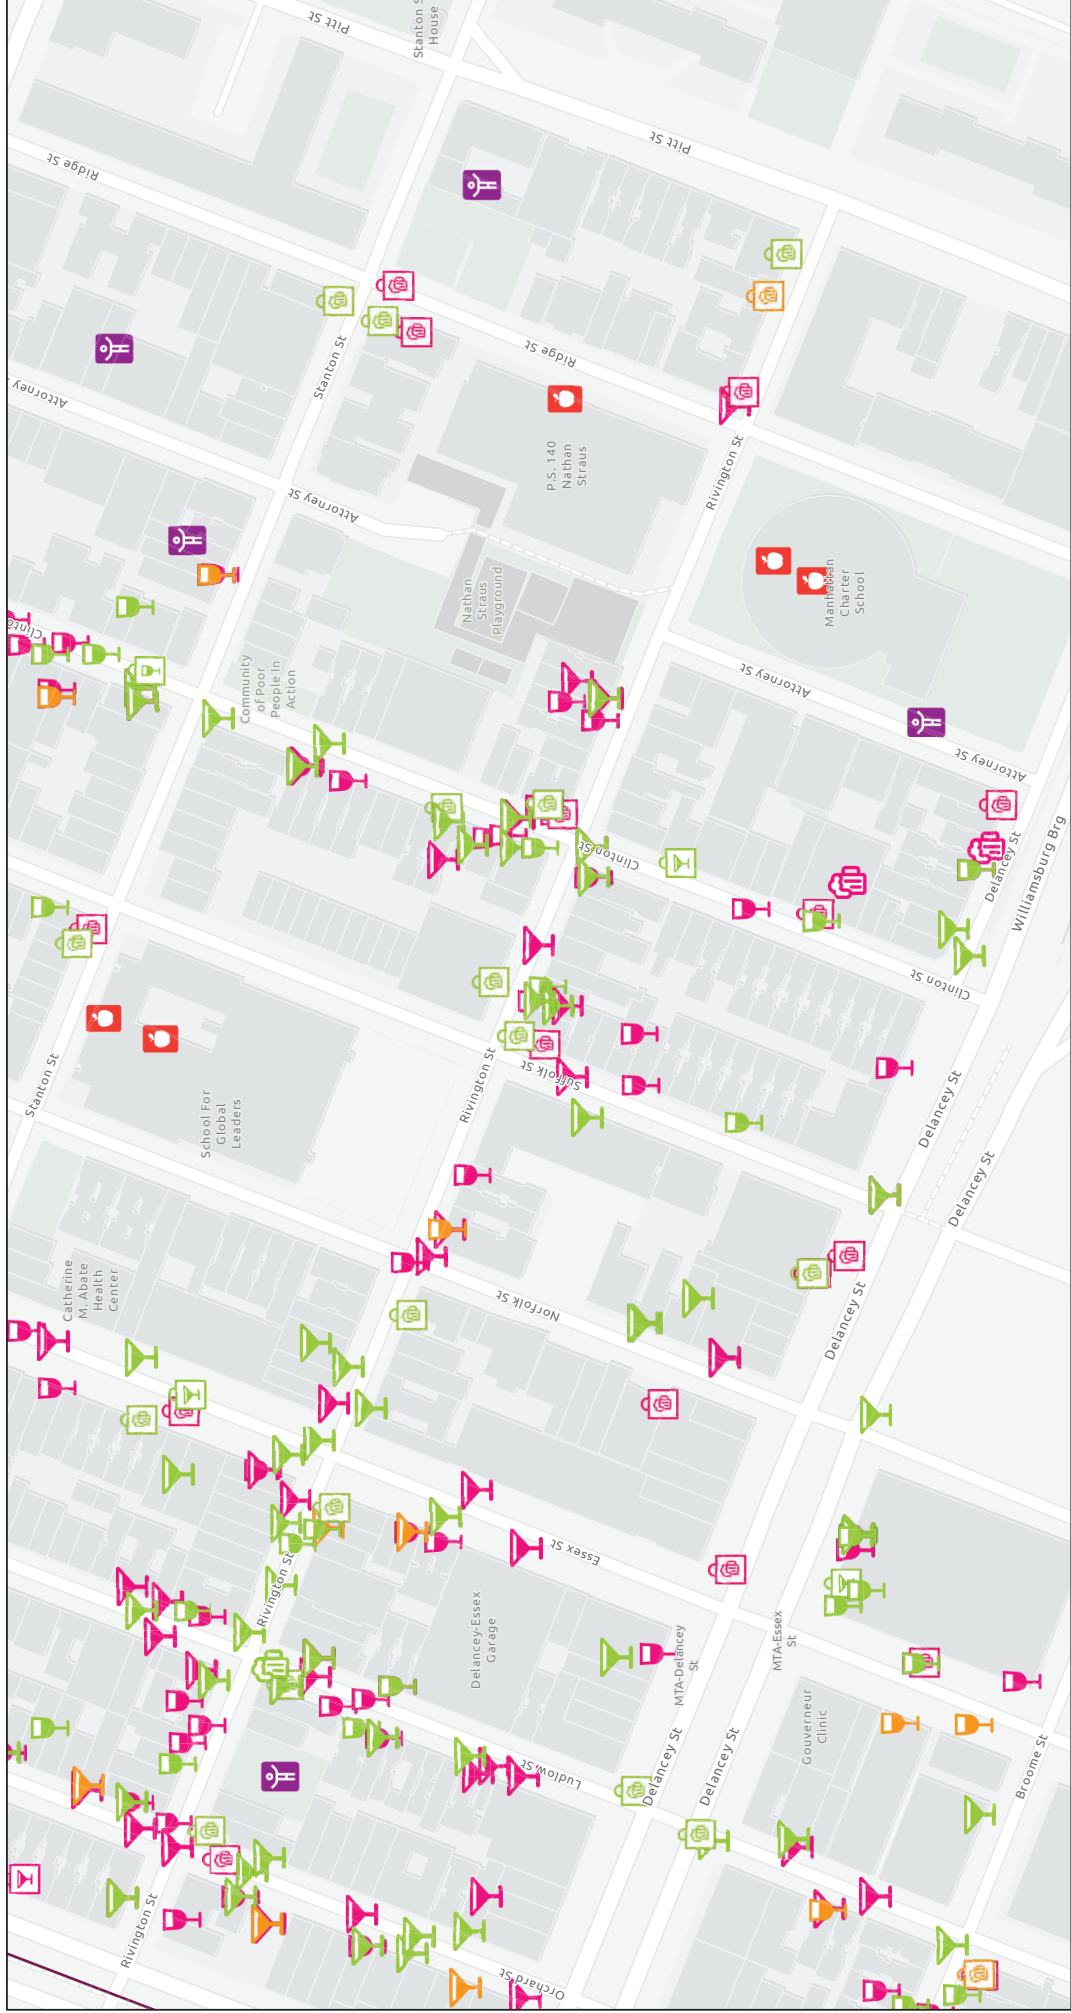 Pitt St
Stanton S
House
Pitt St
Ridge St
Stanton St
Ridge St
Attorney
Attorney St
P.S. 140
Nathan
Straus
Rivington St
Nathan
Straus
Playground
Manhattan
Charter
School
Clinto
Community
of Poor
People In
Action
Attorney St
Attorney St
Clinton St
Delancey St
Williamsburg Brg
Clinton St
Stanton St
School For
Global
Leaders
Rivington St
Suffolk St
Delancey St
Delancey St
Catherine
M. Abate
Health
Center
Norfolk St
Delancey St
Essex St
Rivington St
Delancey-Essex
Garage
MTA-Delancey
St
MTA-Essex
St
Gouverneur
Clinic
Ludlow St
Delancey St
Delancey St
Broome St
Rivington St
Orchard St